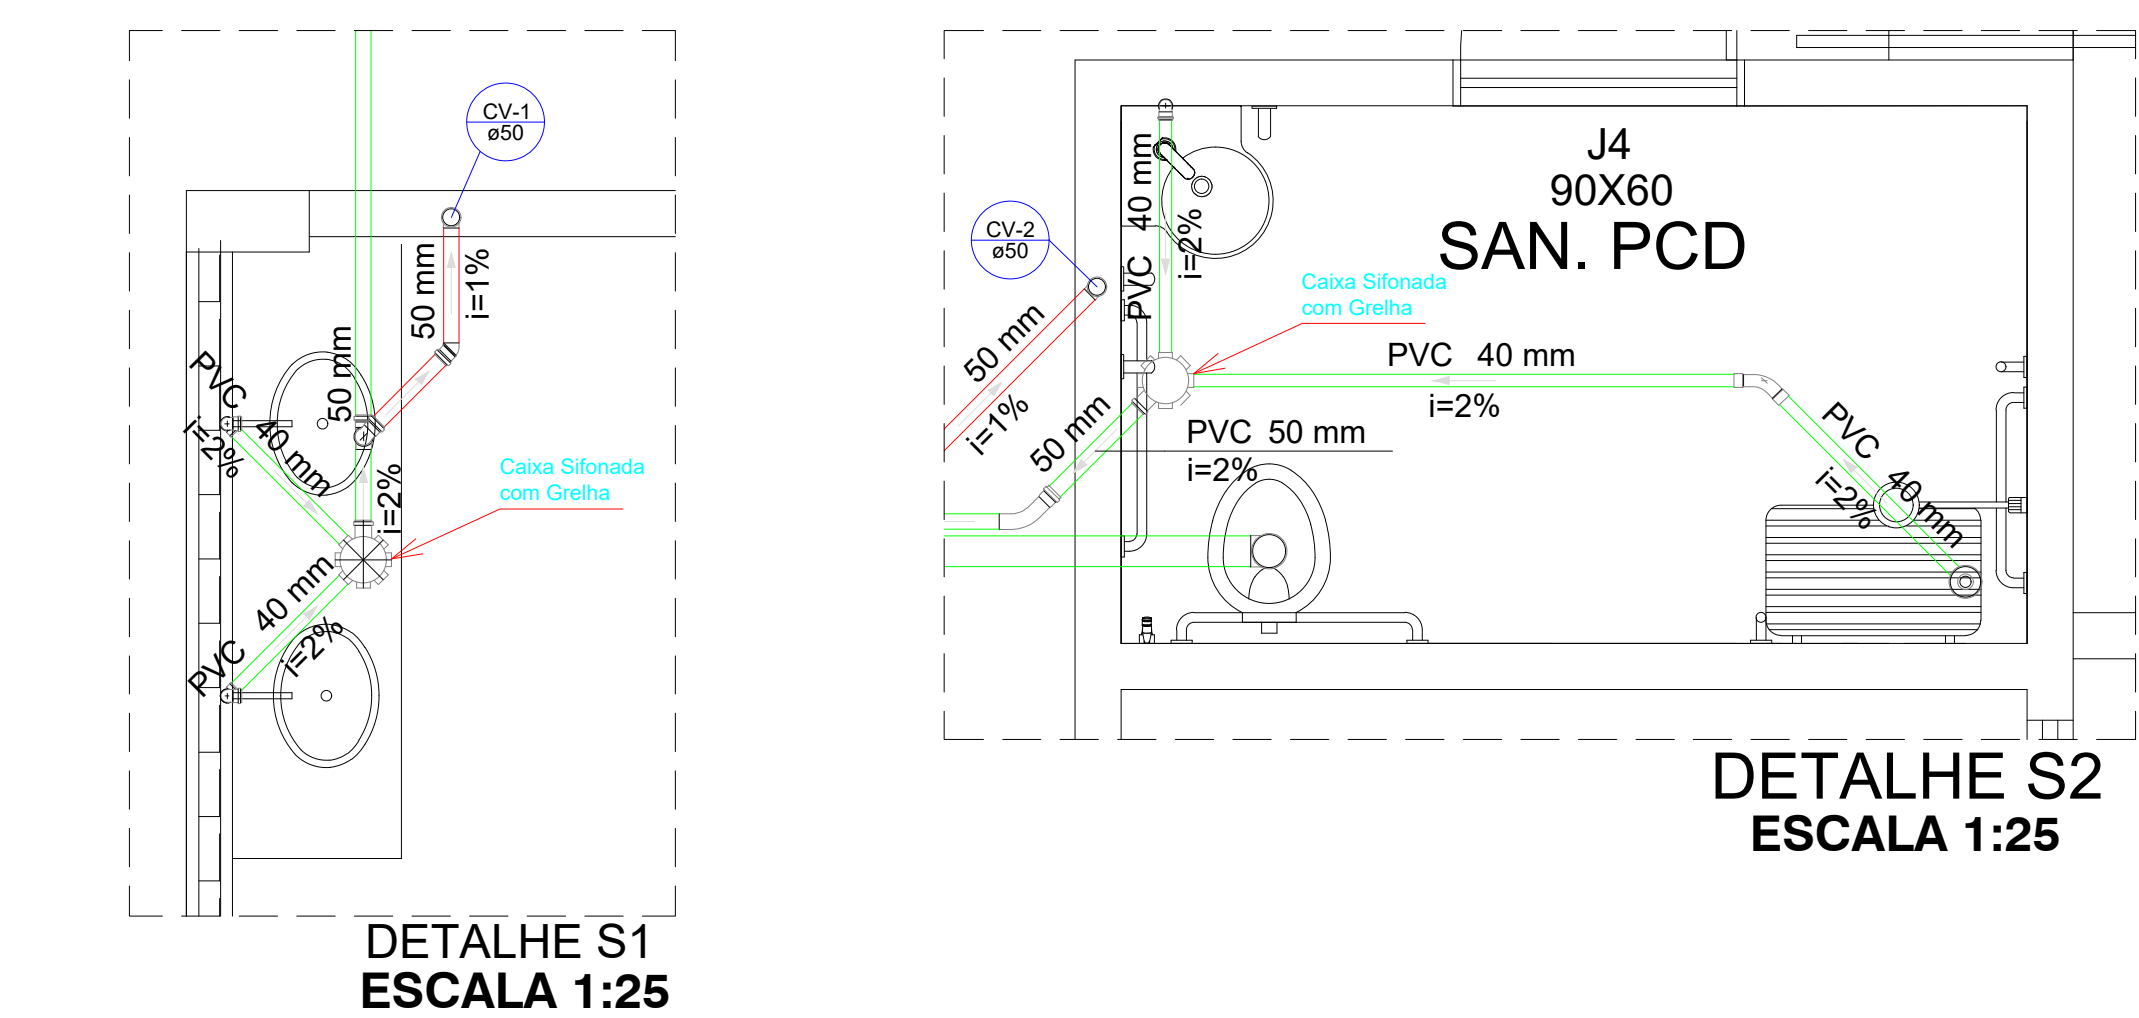 CV-1
ø50
50 mm
i=1%
50 mm
PVC 40 mm
i=2%
i=2%
Caixa Sifonada
com Grelha
PVC 40 mm
i=2%
DETALHE S1
ESCALA 1:25
J4
90X60
SAN. PCD
PVC 40 mm
i=2%
CV-2
ø50
Caixa Sifonada
com Grelha
50 mm
i=1%
PVC 40 mm
i=2%
50 mm
PVC 50 mm
i=2%
PVC 40 mm
i=2%
DETALHE S2
ESCALA 1:25